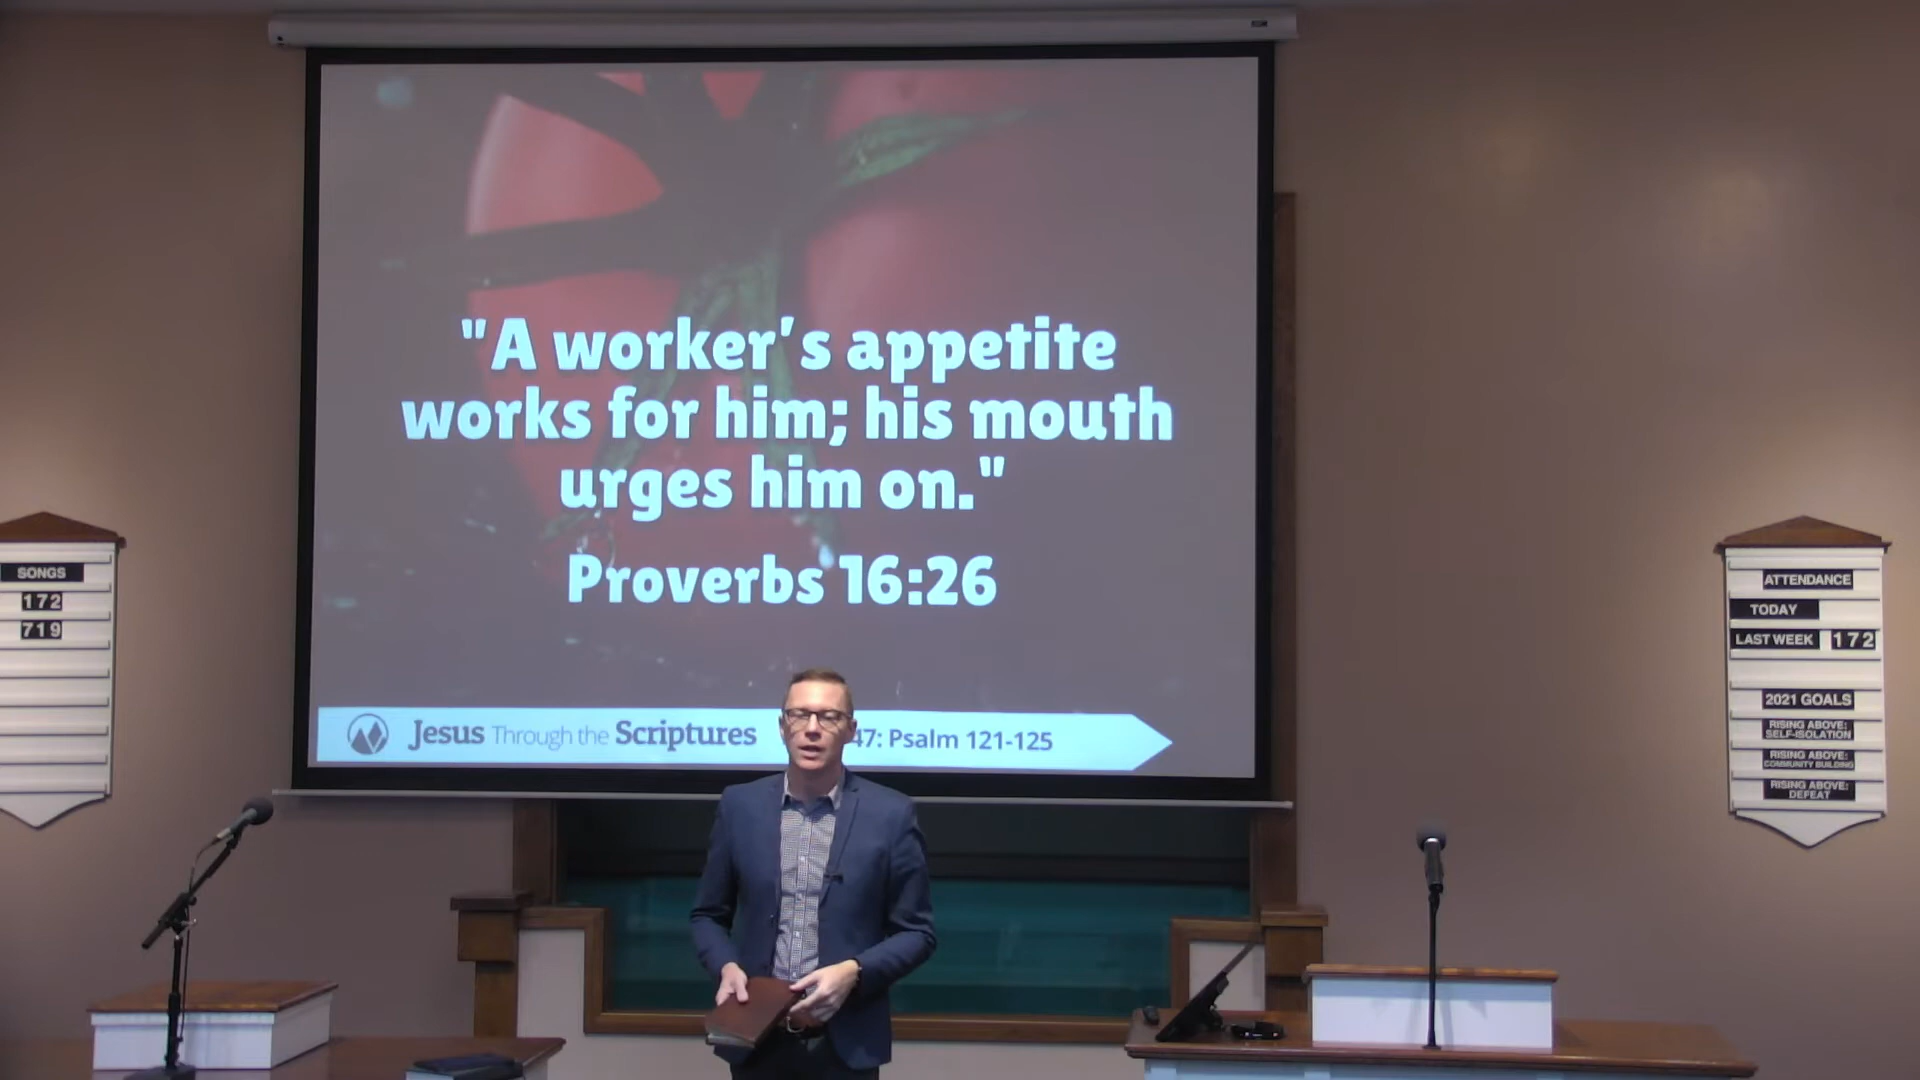 "A worker's appetite
works for him; his mouth
urges him on."
Proverbs 16:26
Jesus Through the Scriptures
47: Psalm 121-125
SONGS
172
719
ATTENDANCE
TODAY
LAST WEEK 172
2021 GOALS
RISING ABOVE:
SELF-ISOLATION
RISING ABOVE:
COMMUNITY BUILDING
RISING ABOVE:
DEFEAT